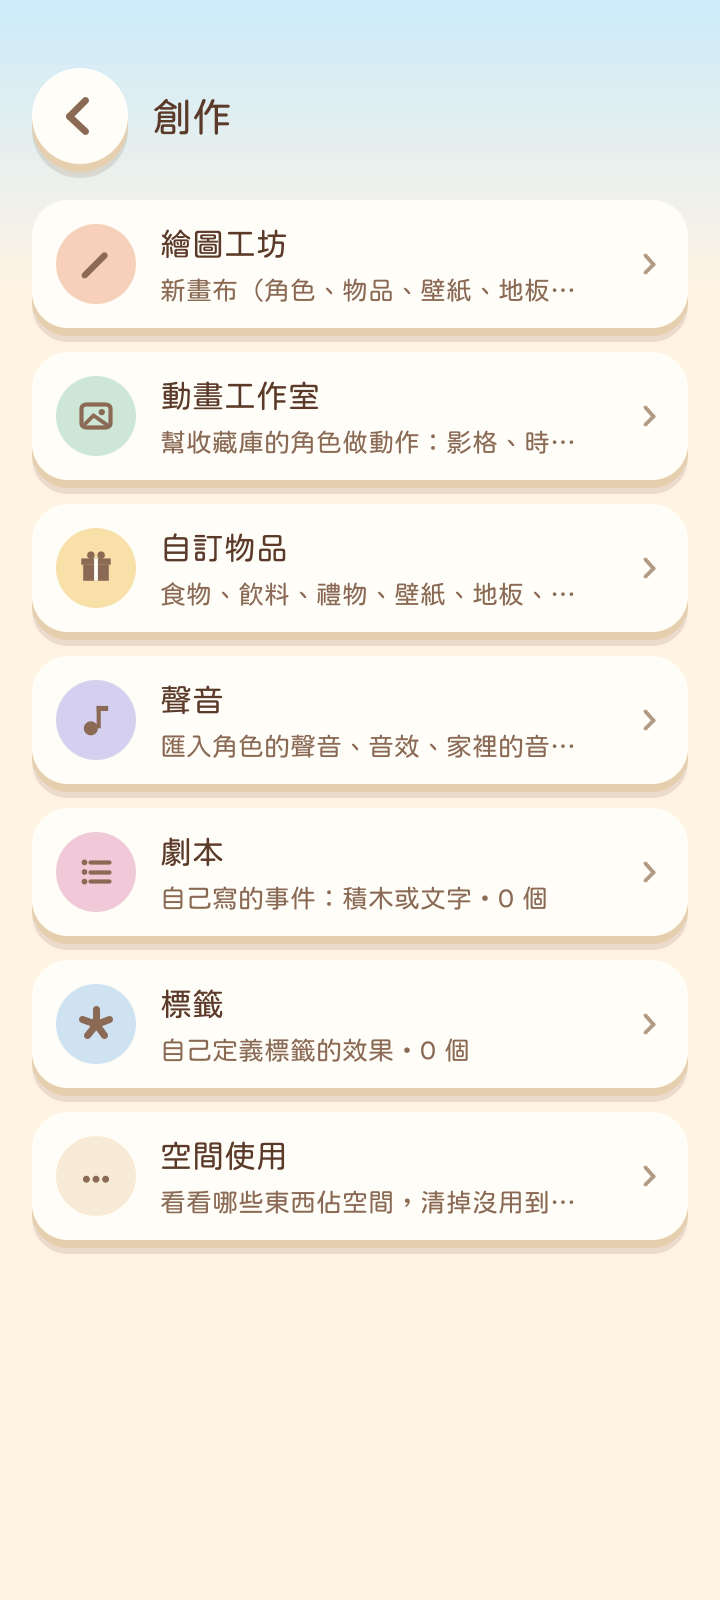 創作
繪圖工坊
新畫布（角色、物品、壁紙、地板…
動畫工作室
幫收藏庫的角色做動作：影格、時…
自訂物品
食物、飲料、禮物、壁紙、地板、…
聲音
匯入角色的聲音、音效、家裡的音…
劇本
自己寫的事件：積木或文字・0 個
標籤
自己定義標籤的效果・0 個
空間使用
看看哪些東西佔空間，清掉沒用到…